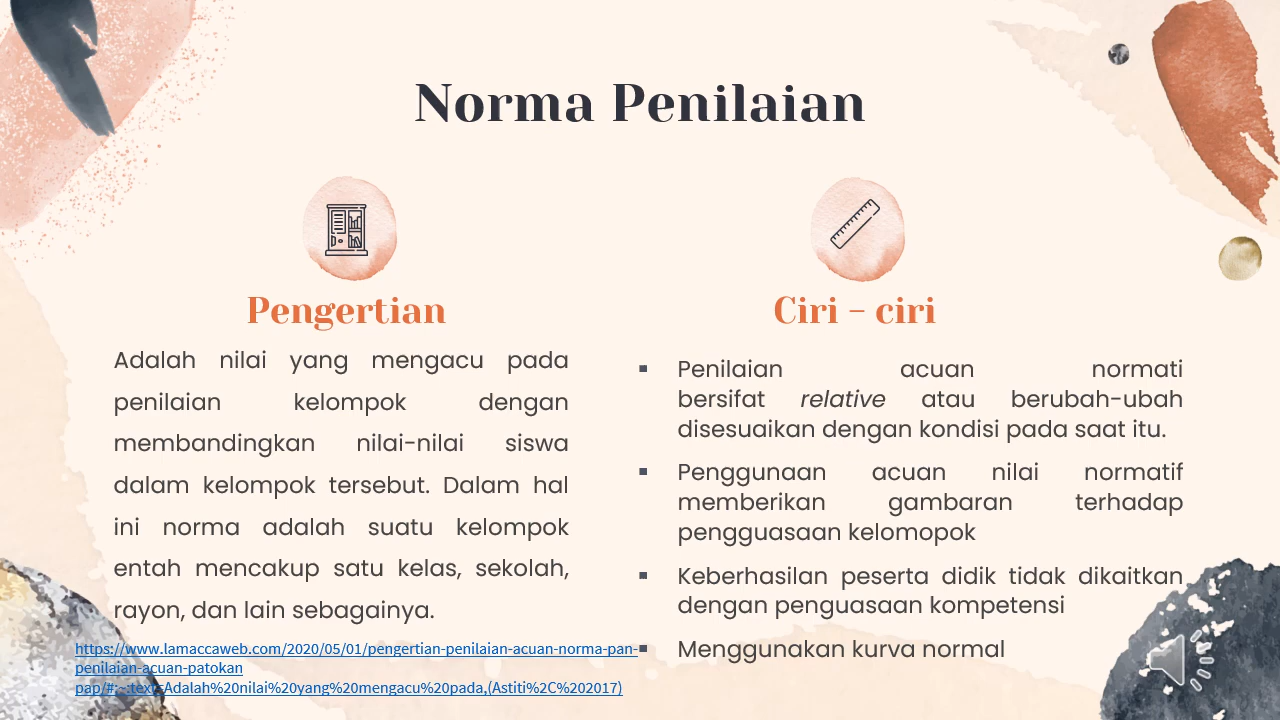 Norma Penilaian
Pengertian
Adalah nilai yang mengacu pada
penilaian kelompok dengan
membandingkan nilai-nilai siswa
dalam kelompok tersebut. Dalam hal
ini norma adalah suatu kelompok
entah mencakup satu kelas, sekolah,
rayon, dan lain sebagainya.
https://www.lamaccaweb.com/2020/05/01/pengertian-penilaian-acuan-norma-pan-
penilaian-acuan-patokan
pap/#:~:text=Adalah%20nilai%20yang%20mengacu%20pada,(Astiti%2C%202017)
Ciri – ciri
▪ Penilaian acuan normati
bersifat relative atau berubah-ubah
disesuaikan dengan kondisi pada saat itu.
▪ Penggunaan acuan nilai normatif
memberikan gambaran terhadap
pengguasaan kelomopok
▪ Keberhasilan peserta didik tidak dikaitkan
dengan penguasaan kompetensi
▪ Menggunakan kurva normal